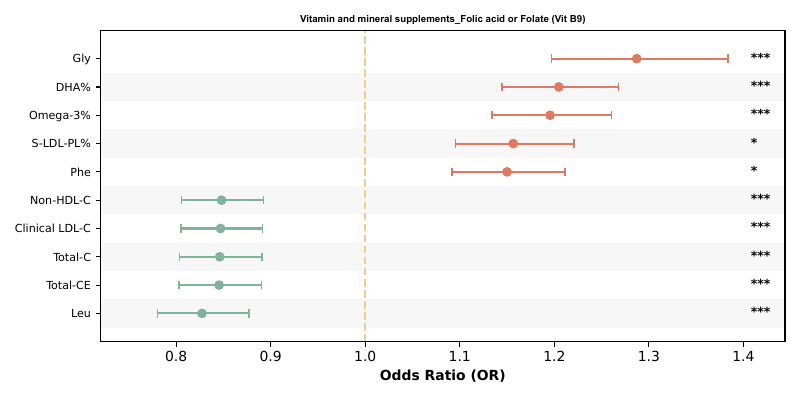 Vitamin and mineral supplements_Folic acid or Folate (Vit B9)
Gly ***
DHA% ***
Omega-3% ***
S-LDL-PL% *
Phe *
Non-HDL-C ***
Clinical LDL-C ***
Total-C ***
Total-CE ***
Leu ***
0.8 0.9 1.0 1.1 1.2 1.3 1.4
Odds Ratio (OR)